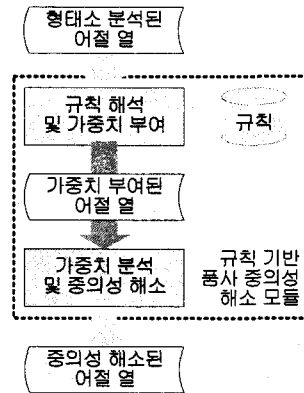 형태소 분석된
어절 열
규칙 해석
및 가중치 부여
규칙
가중치 부여된
어절 열
가중치 분석
및 중의성 해소
규칙 기반
품사 중의성
해소 모듈
중의성 해소된
어절 열